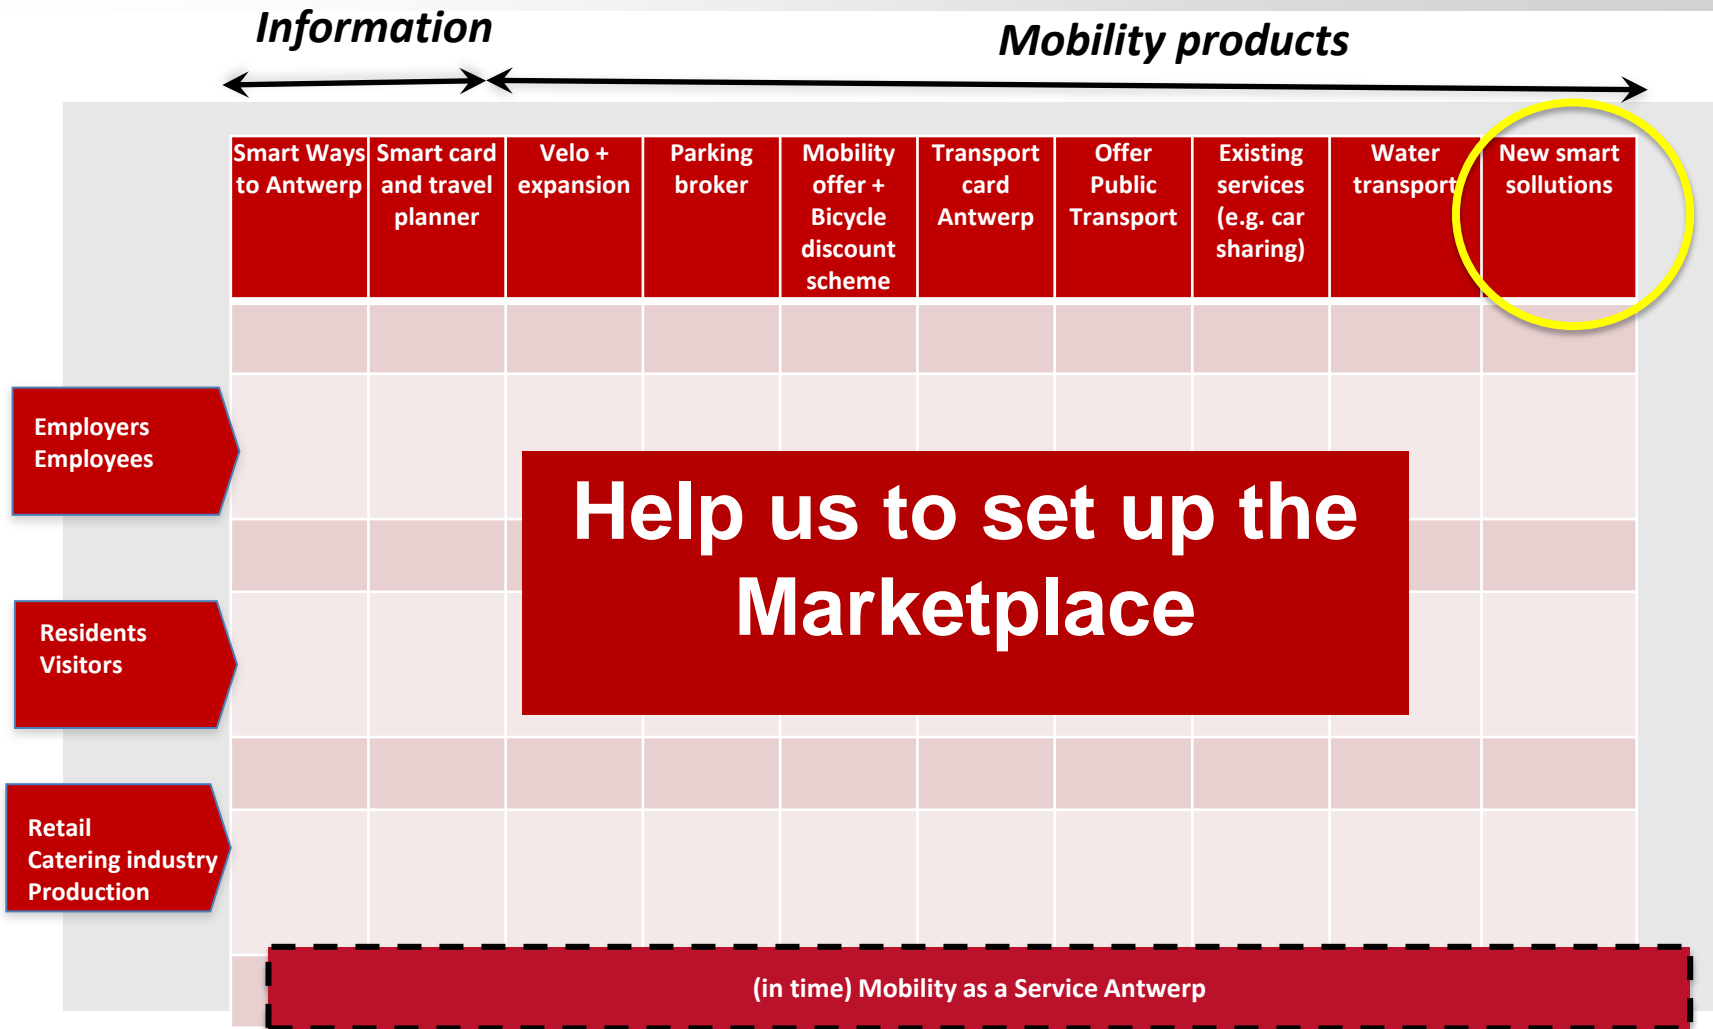 Information
Mobility products
Smart Ways
to Antwerp
Smart card
and travel
planner
Velo +
expansion
Parking
broker
Mobility
offer +
Bicycle
discount
scheme
Transport
card
Antwerp
Offer
Public
Transport
Existing
services
(e.g. car
sharing)
Water
transport
New smart
sollutions
Employers
Employees
Help us to set up the
Marketplace
Residents
Visitors
Retail
Catering industry
Production
(in time) Mobility as a Service Antwerp